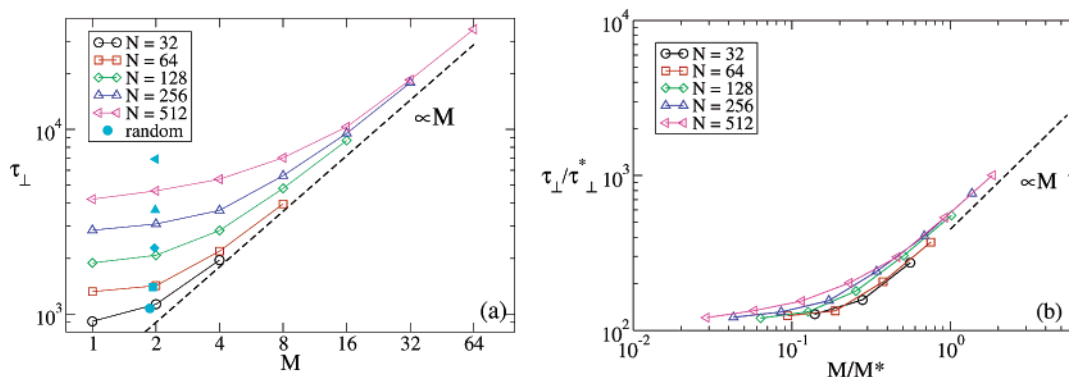 N = 32
N = 64
N = 128
N = 256
N = 512
random
10⁴
10³
τ⊥
∝M
(a)
1 2 4 8 16 32 64
M
N = 32
N = 64
N = 128
N = 256
N = 512
10⁴
10³
10²
τ⊥/τ*⊥
∝M
(b)
10⁻² 10⁻¹ 10⁰
M/M*